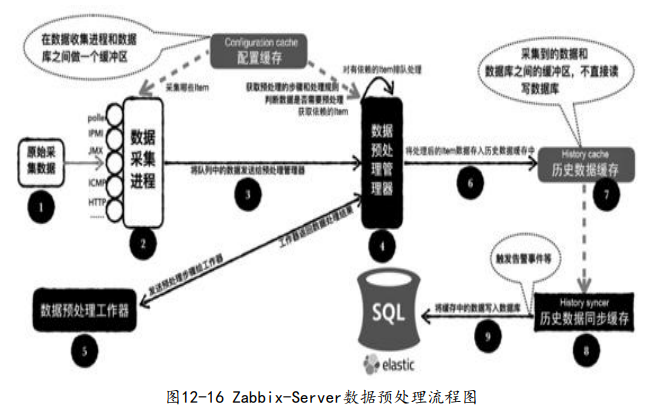 在数据收集进程和数据
库之间做一个缓冲区
Configuration cache
配置缓存
采集哪些Item
获取预处理的步骤和处理规则
判断数据是否需要预处理
获取依赖的Item
对有依赖的Item排队处理
采集到的数据和
数据库之间的缓冲区，不直接读
写数据库
原始采
集数据
1
polle
IPMI
JMX
ICMP
HTTP
......
数据
采集
进程
2
将队列中的数据发送给预处理管理器
3
数据
预处
理管
理器
4
将处理后的Item数据存入历史数据缓存中
6
History cache
历史数据缓存
7
工作器返回数据处理结果
发送预处理步骤给工作器
数据预处理工作器
5
SQL
elastic
触发告警事件等
将缓存中的数据写入数据库
9
History syncer
历史数据同步缓存
8
图12-16 Zabbix-Server数据预处理流程图